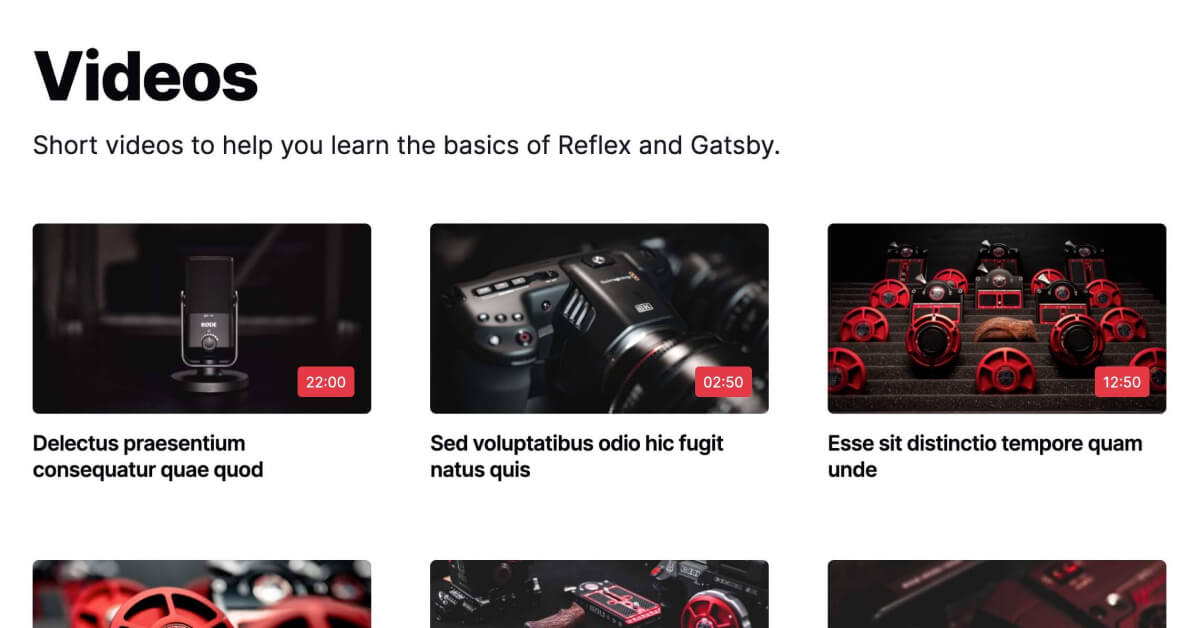 Videos
Short videos to help you learn the basics of Reflex and Gatsby.
RODE
22:00
02:50
12:50
Delectus praesentium
consequatur quae quod
Sed voluptatibus odio hic fugit
natus quis
Esse sit distinctio tempore quam
unde